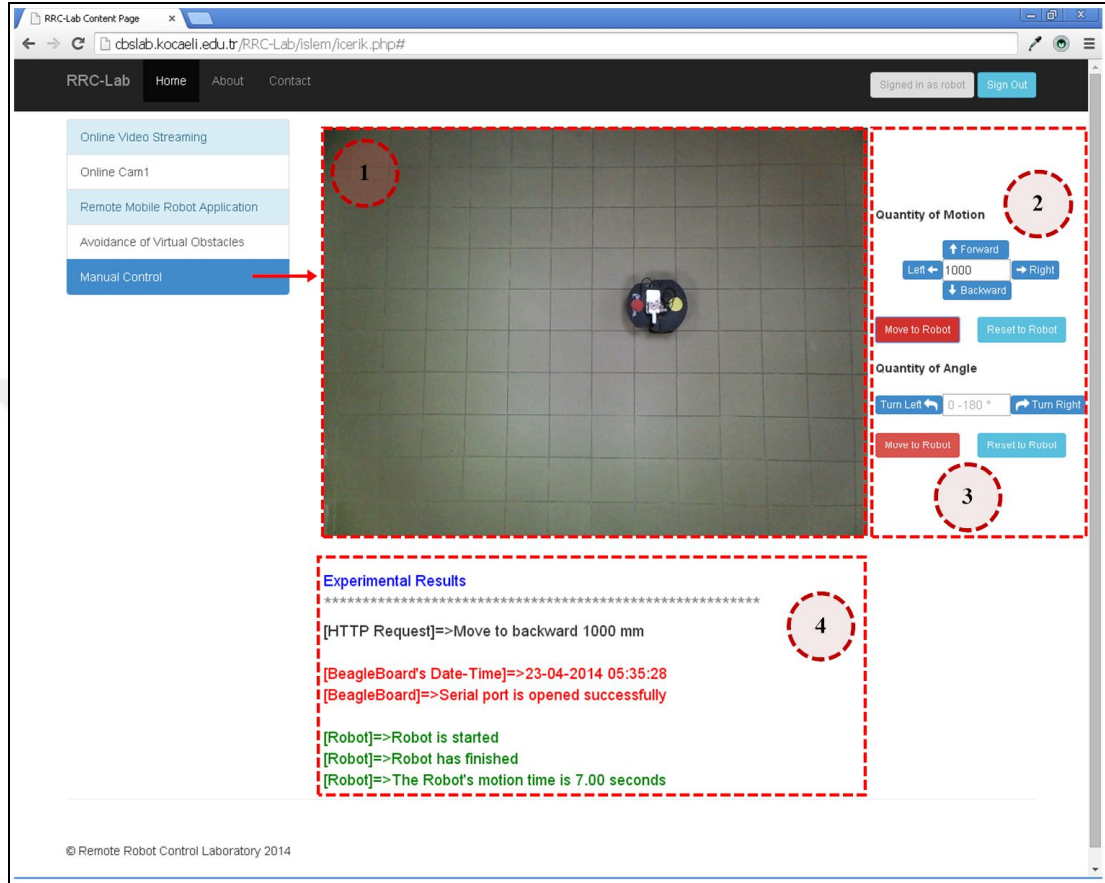 RRC-Lab Content Page
cbslab.kocaeli.edu.tr/RRC-Lab/islem/icerik.php#
RRC-Lab Home About Contact Signed in as robot Sign Out
Online Video Streaming
Online Cam1
Remote Mobile Robot Application
Avoidance of Virtual Obstacles
Manual Control
1
2
Quantity of Motion
Forward
Left 1000 Right
Backward
Move to Robot Reset to Robot
Quantity of Angle
Turn Left 0 -180 ° Turn Right
Move to Robot Reset to Robot
3
Experimental Results
*********************************************************
4
[HTTP Request]=>Move to backward 1000 mm
[BeagleBoard's Date-Time]=>23-04-2014 05:35:28
[BeagleBoard]=>Serial port is opened successfully
[Robot]=>Robot is started
[Robot]=>Robot has finished
[Robot]=>The Robot's motion time is 7.00 seconds
© Remote Robot Control Laboratory 2014